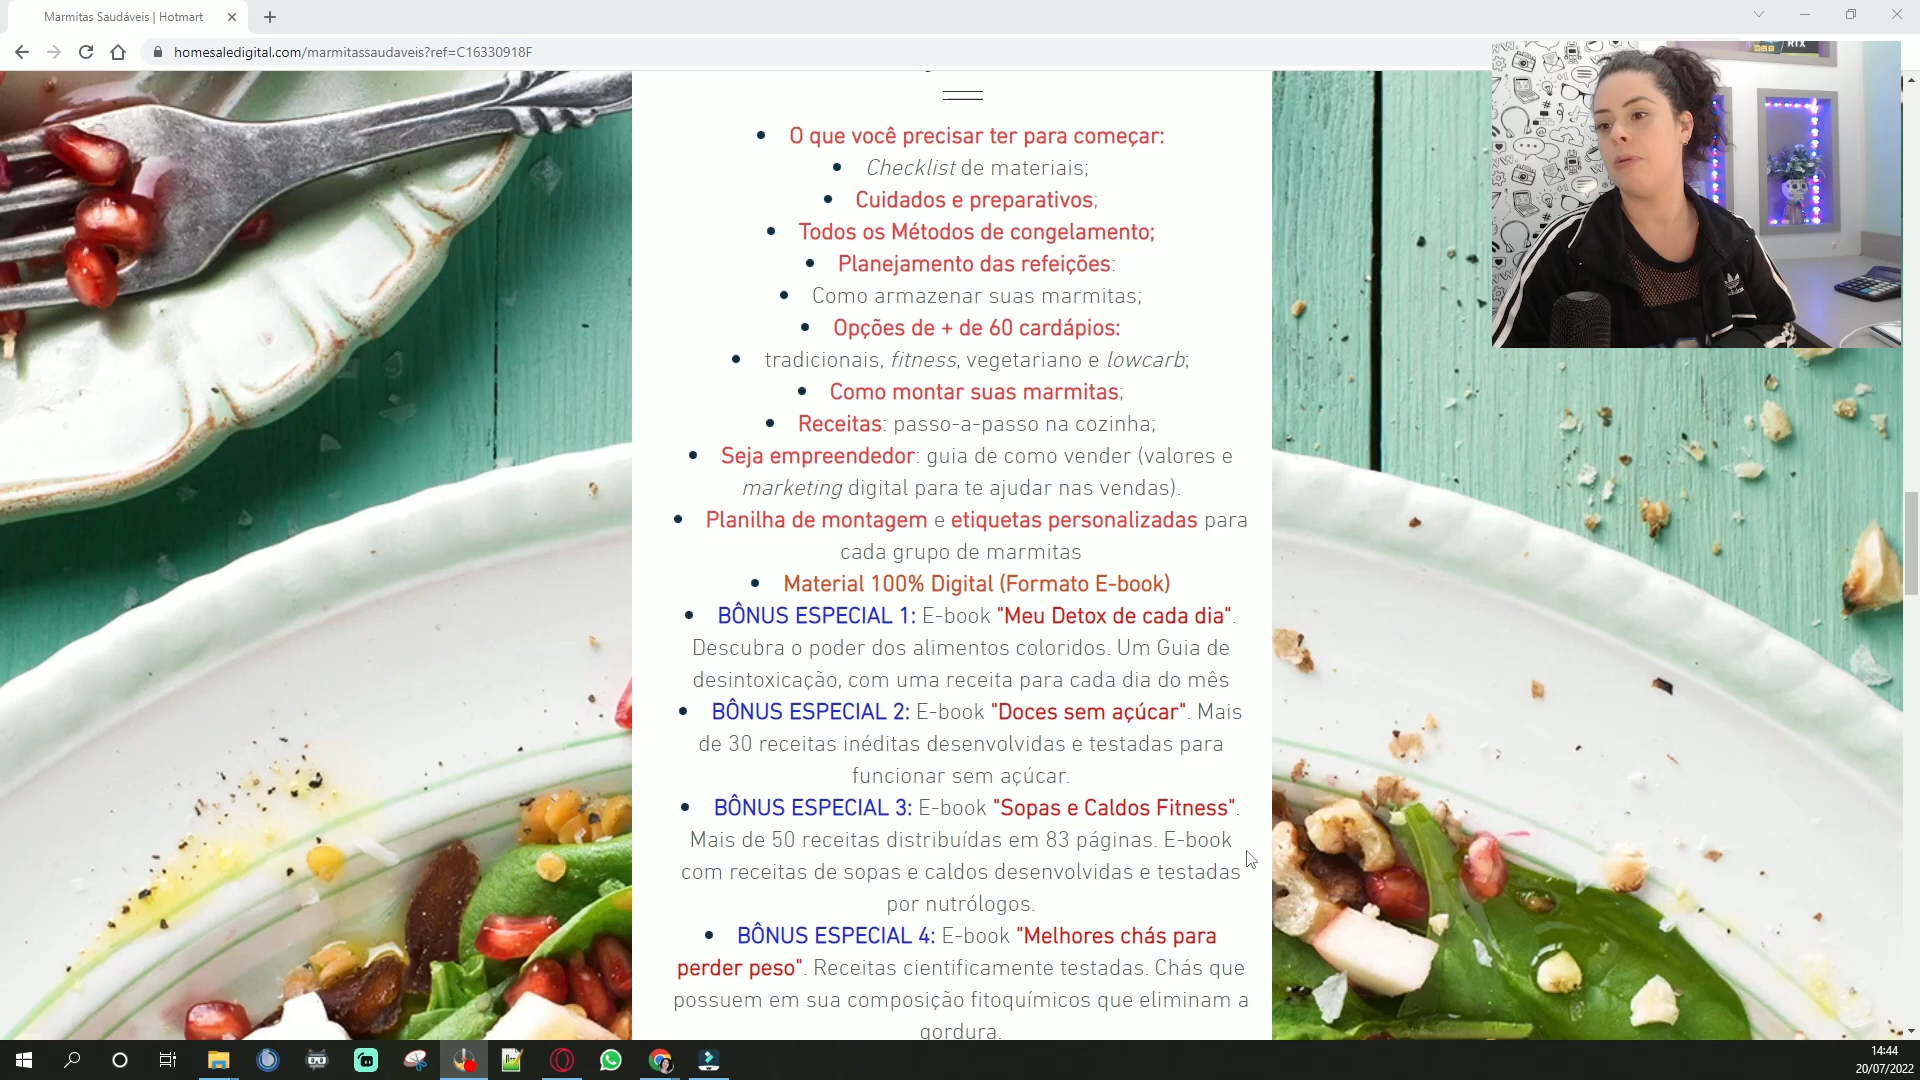 Marmitas Saudáveis | Hotmart
homesaledigital.com/marmitassaudaveis?ref=C16330918F
RTX
O que você precisar ter para começar:
Checklist de materiais;
Cuidados e preparativos;
Todos os Métodos de congelamento;
Planejamento das refeições:
Como armazenar suas marmitas;
Opções de + de 60 cardápios:
tradicionais, fitness, vegetariano e lowcarb;
Como montar suas marmitas;
Receitas: passo-a-passo na cozinha;
Seja empreendedor: guia de como vender (valores e
marketing digital para te ajudar nas vendas).
Planilha de montagem e etiquetas personalizadas para
cada grupo de marmitas
Material 100% Digital (Formato E-book)
BÔNUS ESPECIAL 1: E-book "Meu Detox de cada dia".
Descubra o poder dos alimentos coloridos. Um Guia de
desintoxicação, com uma receita para cada dia do mês
BÔNUS ESPECIAL 2: E-book "Doces sem açúcar". Mais
de 30 receitas inéditas desenvolvidas e testadas para
funcionar sem açúcar.
BÔNUS ESPECIAL 3: E-book "Sopas e Caldos Fitness".
Mais de 50 receitas distribuídas em 83 páginas. E-book
com receitas de sopas e caldos desenvolvidas e testadas
por nutrólogos.
BÔNUS ESPECIAL 4: E-book "Melhores chás para
perder peso". Receitas cientificamente testadas. Chás que
possuem em sua composição fitoquímicos que eliminam a
gordura.
adidas
14:44
20/07/2022